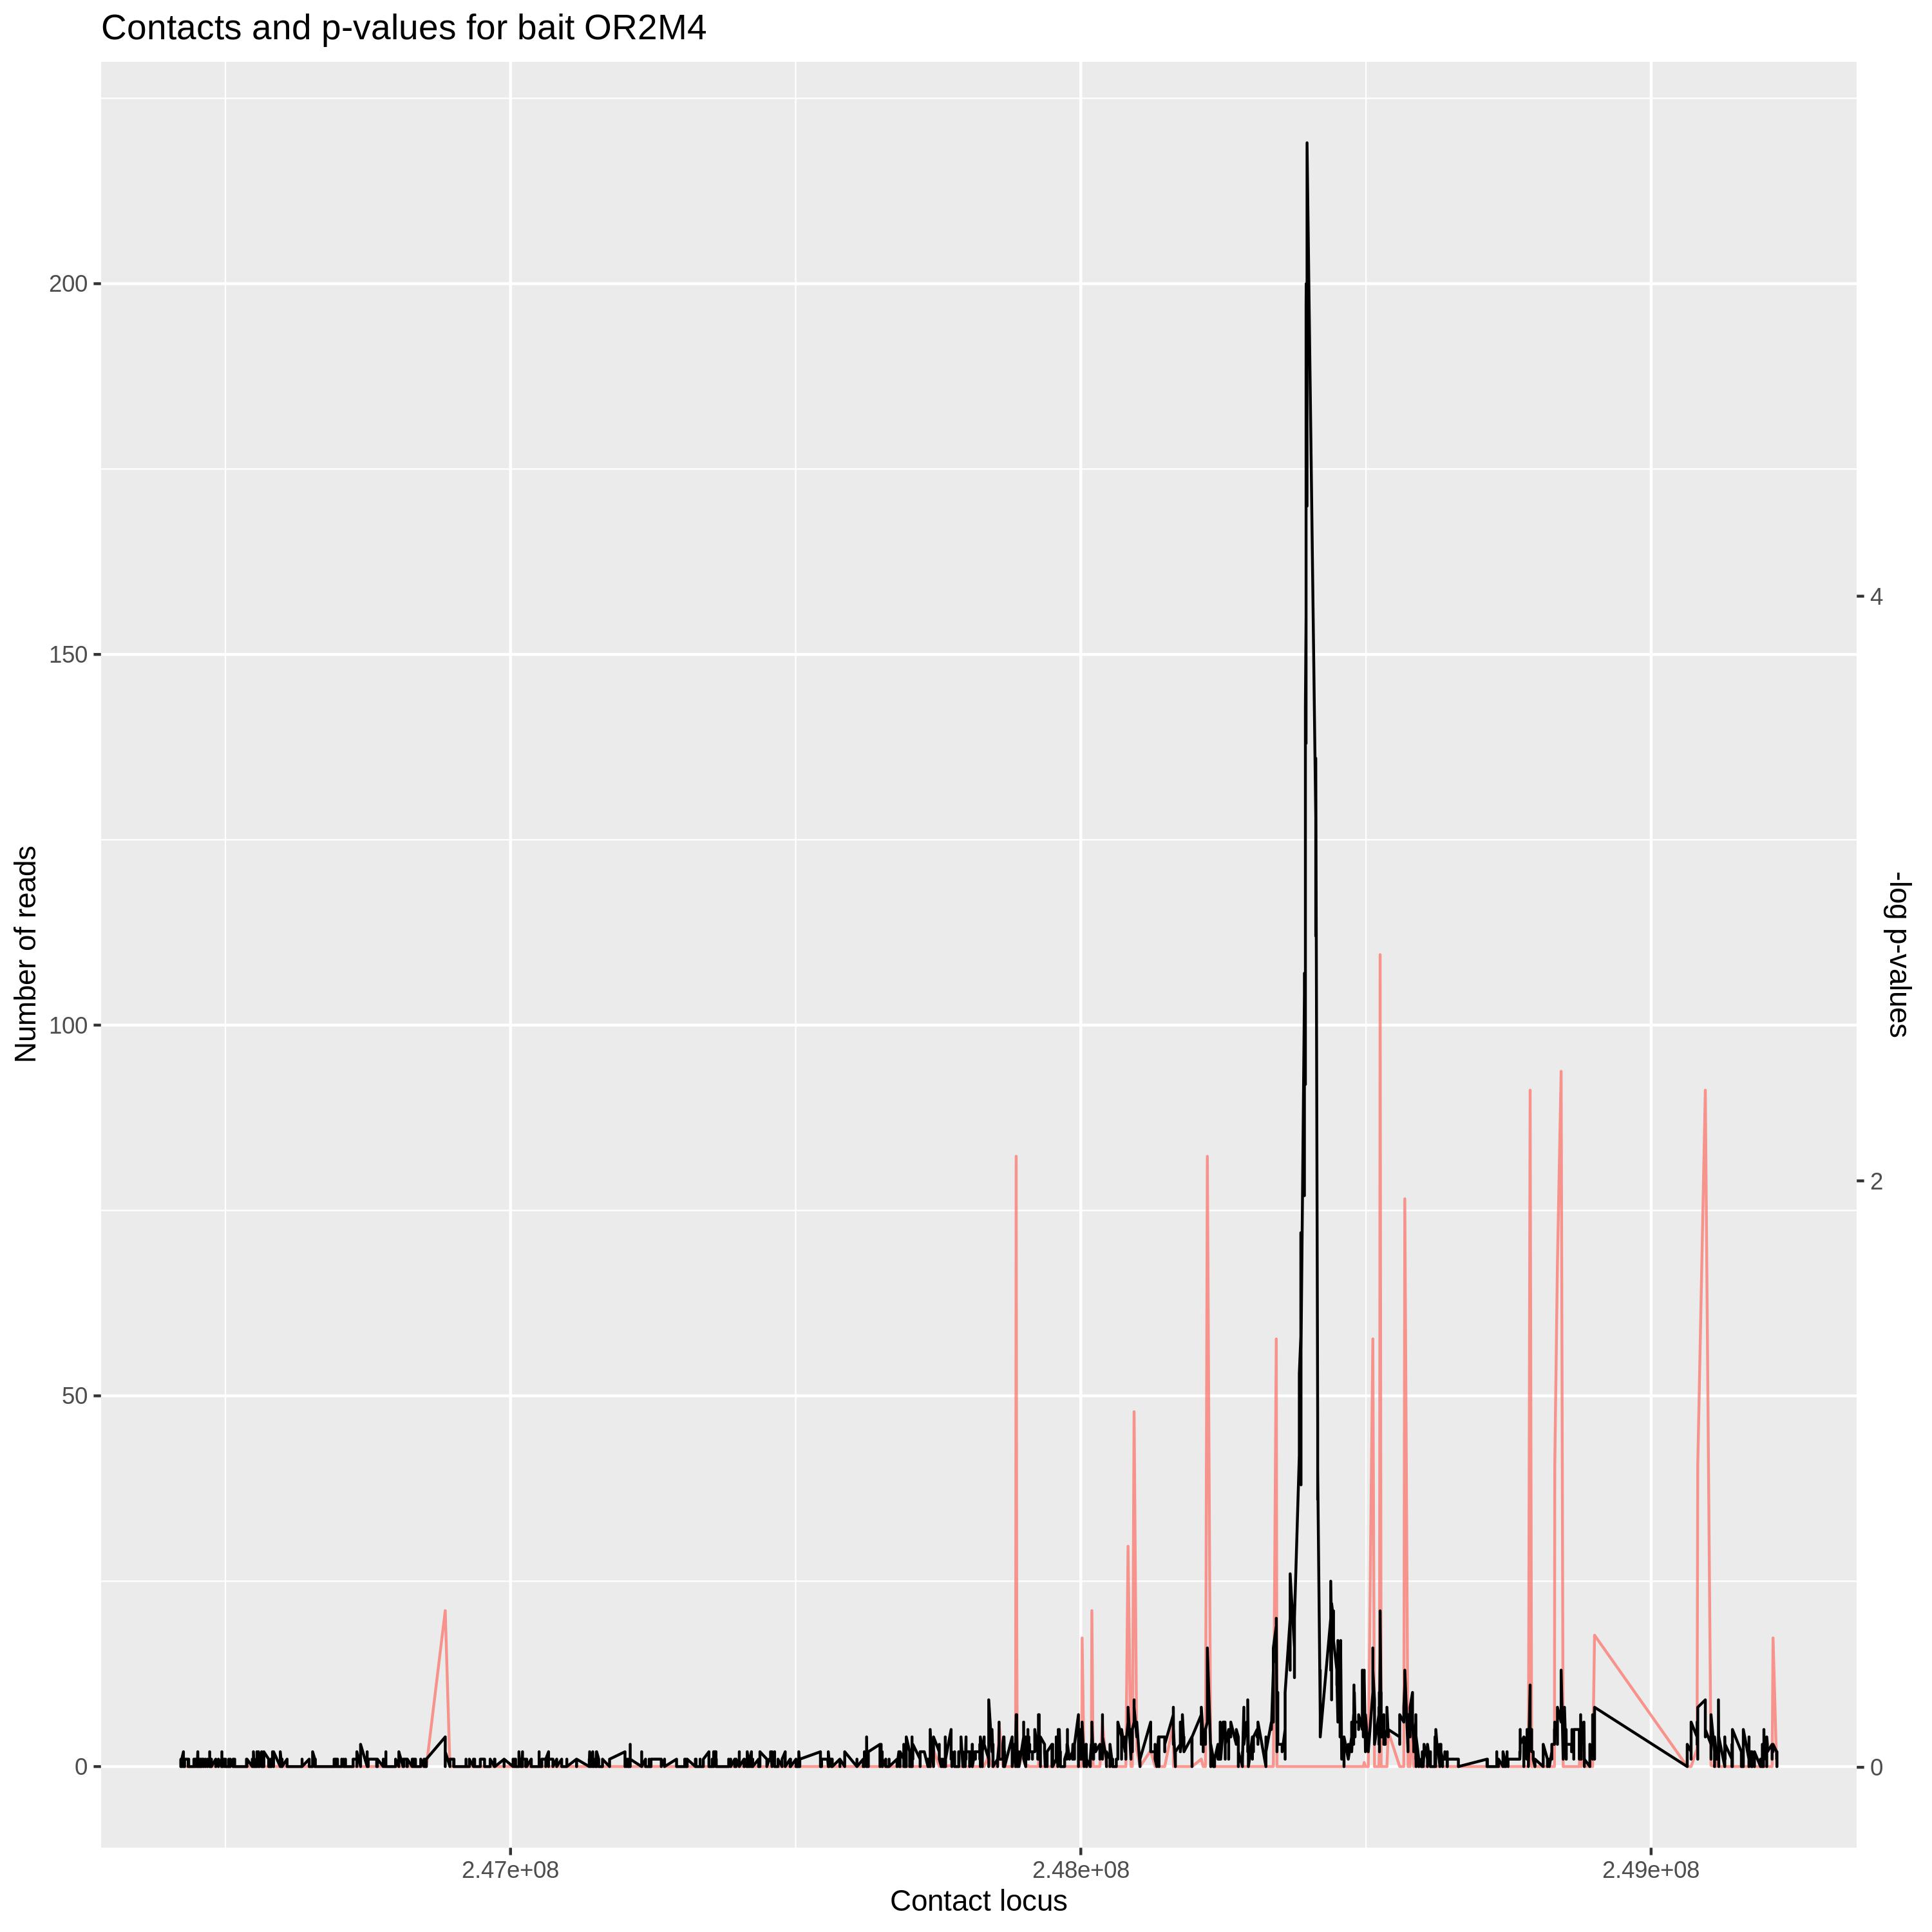 Contacts and p-values for bait OR2M4
200
150
100
50
0
Number of reads
4
2
0
-log p-values
2.47e+08
2.48e+08
2.49e+08
Contact locus